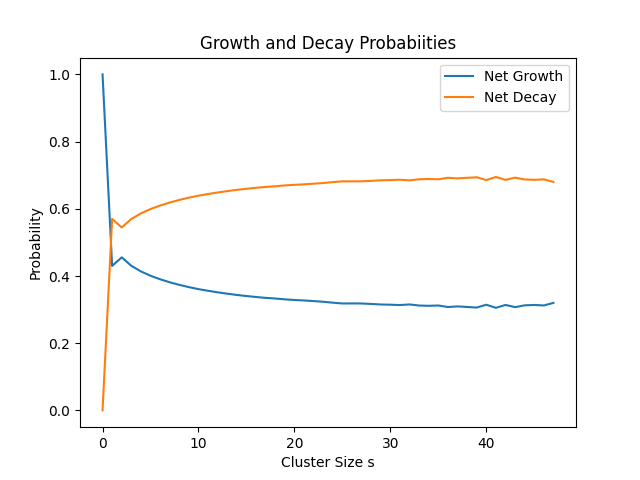 Growth and Decay Probabiities
Net Growth
Net Decay
Probability
1.0
0.8
0.6
0.4
0.2
0.0
0 10 20 30 40
Cluster Size s